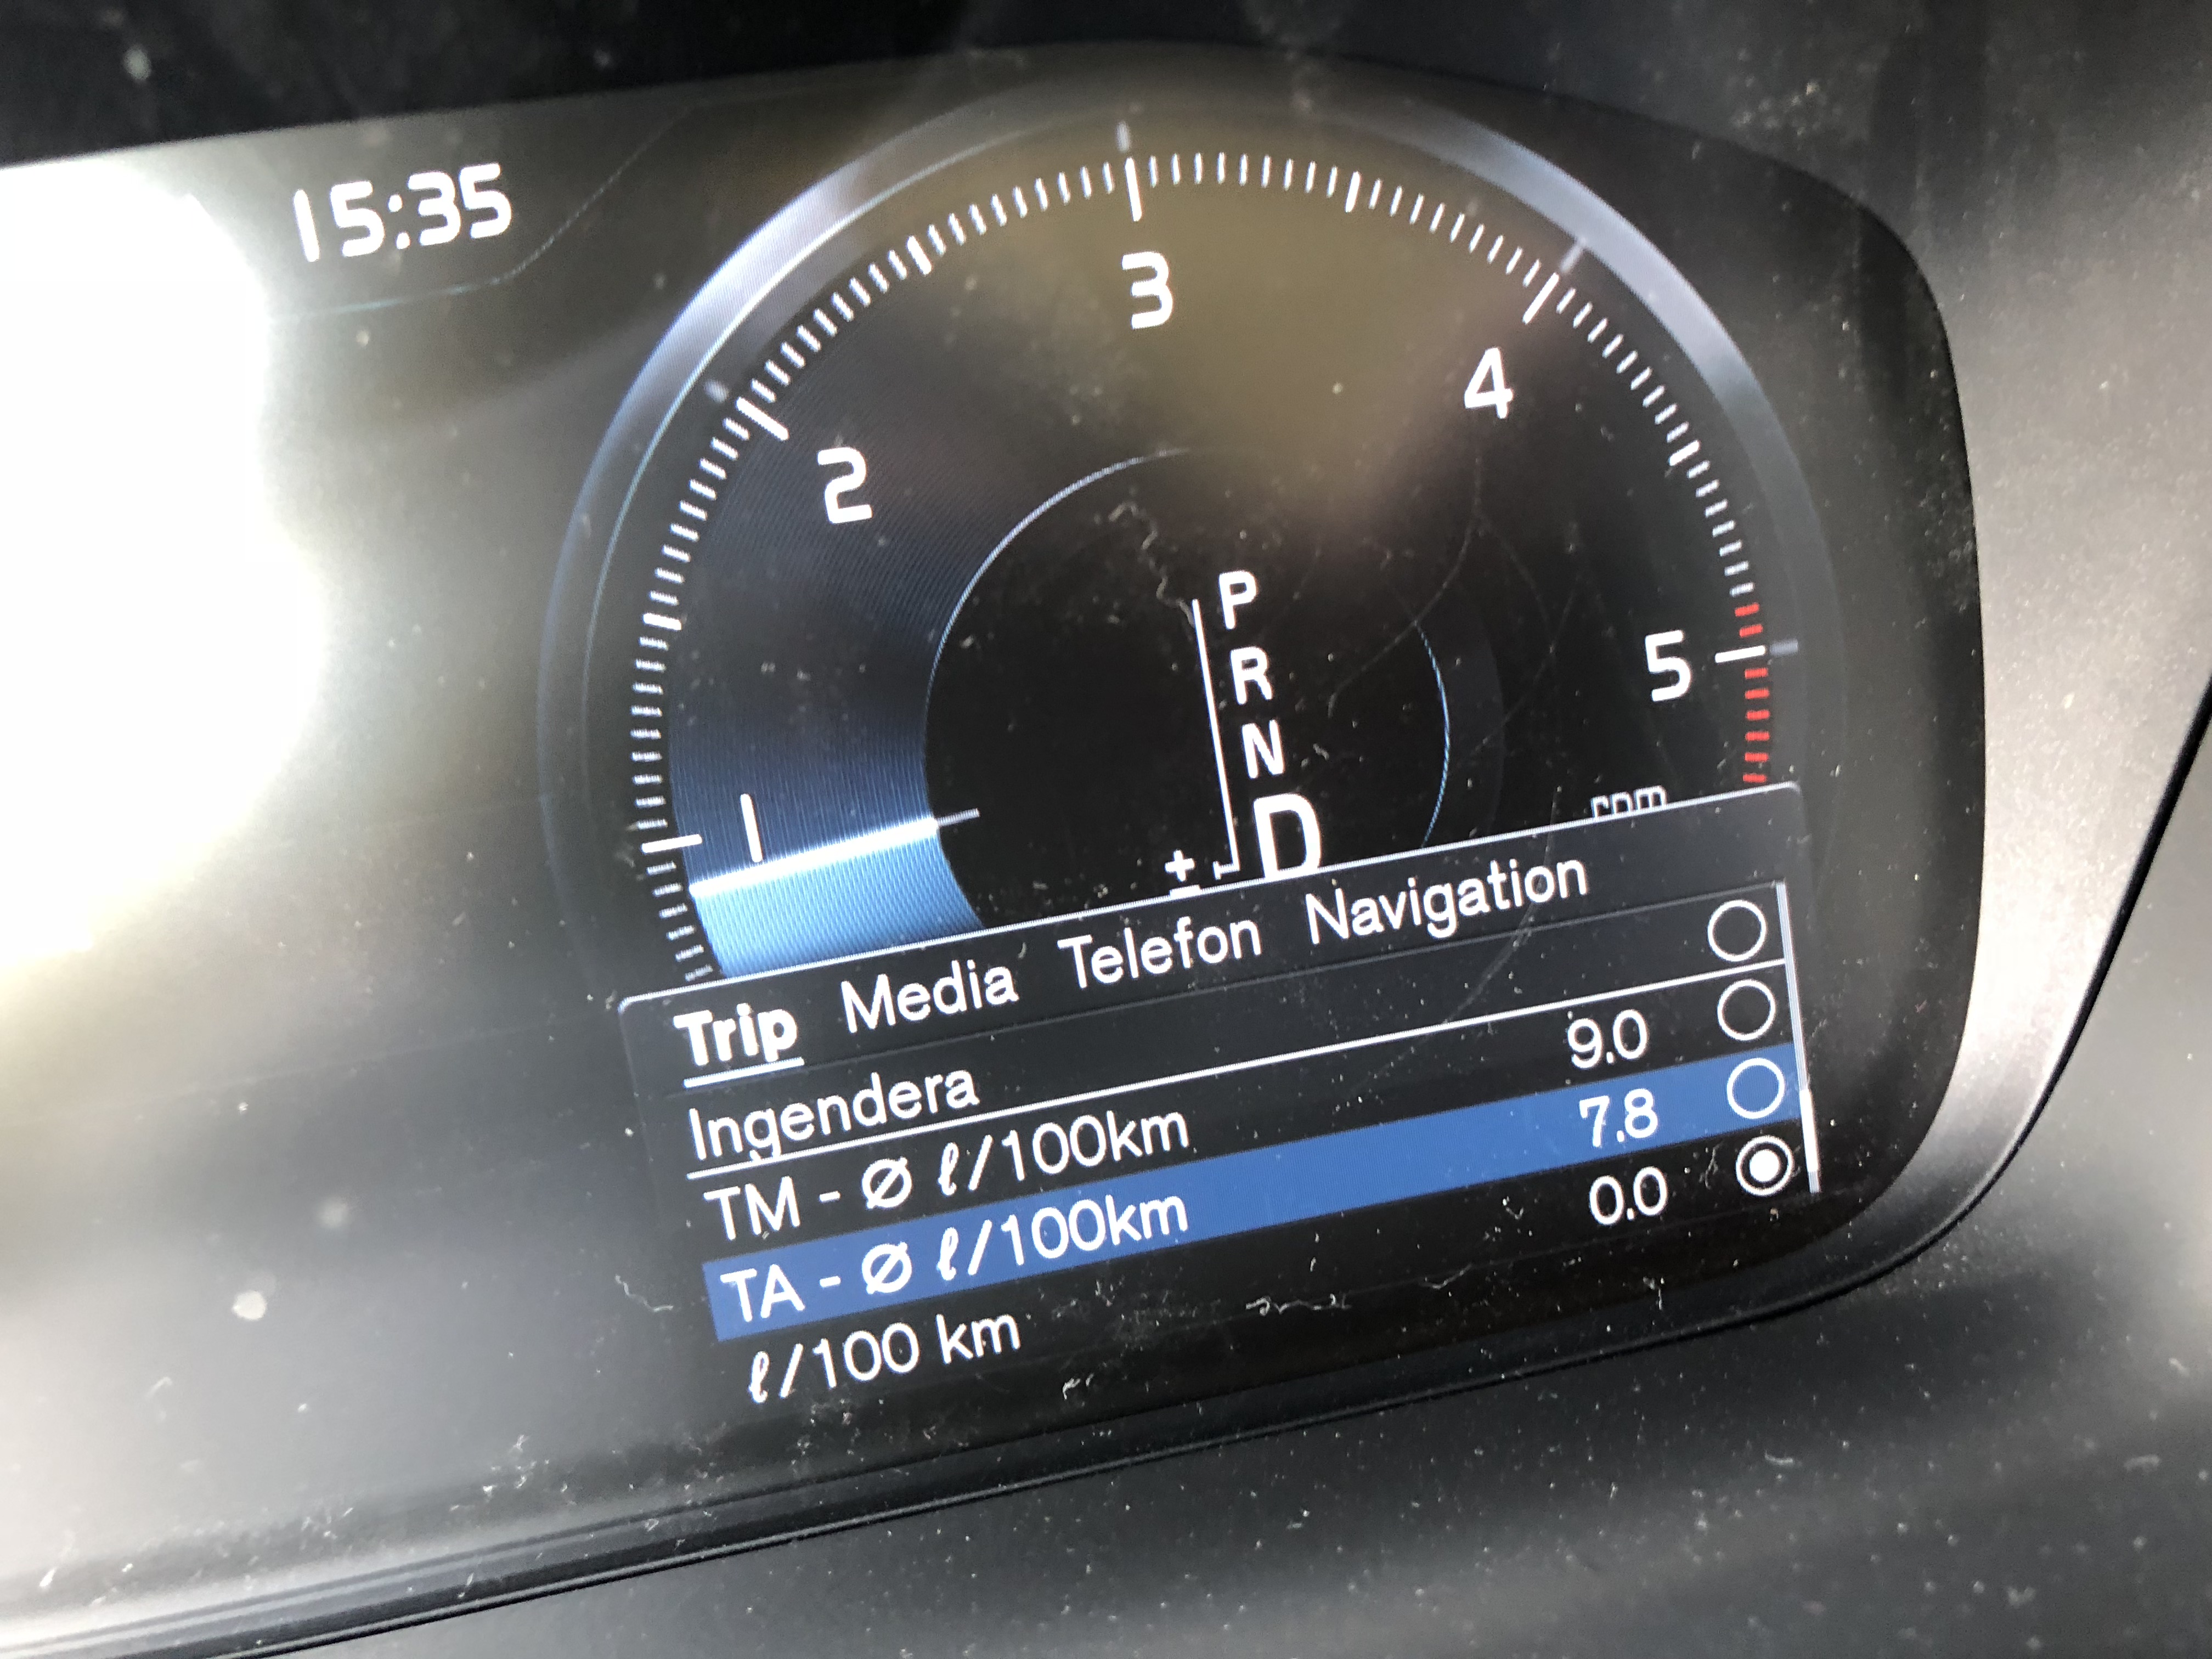 15:35
3
4
2
5
1
P
R
N
D
±
rpm
Trip Media Telefon Navigation
Ingendera
TM - Ø ℓ/100km 9.0
TA - Ø ℓ/100km 7.8
ℓ/100 km 0.0